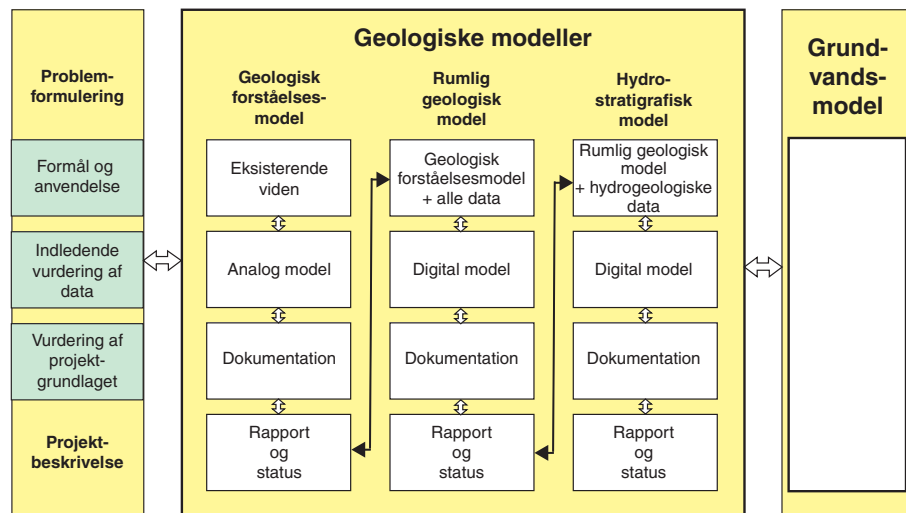 Problem-
formulering
Formål og
anvendelse
Indledende
vurdering af
data
Vurdering af
projekt-
grundlaget
Projekt-
beskrivelse
Geologiske modeller
Geologisk
forståelses-
model
Eksisterende
viden
Analog model
Dokumentation
Rapport
og
status
Rumlig
geologisk
model
Geologisk
forståelsesmodel
+ alle data
Digital model
Dokumentation
Rapport
og
status
Hydro-
stratigrafisk
model
Rumlig geologisk
model
+ hydrogeologiske
data
Digital model
Dokumentation
Rapport
og
status
Grund-
vands-
model